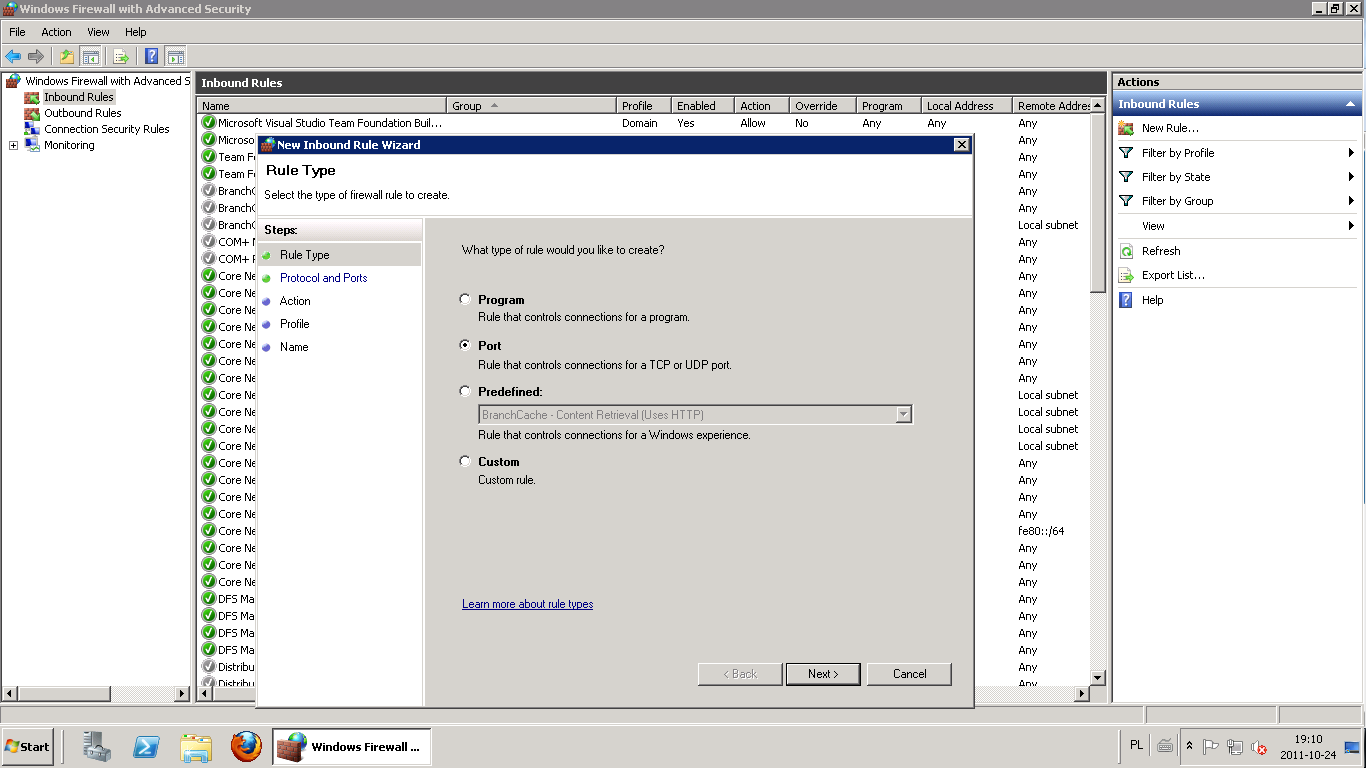 Windows Firewall with Advanced Security
File Action View Help
Windows Firewall with Advanced S
Inbound Rules
Outbound Rules
Connection Security Rules
Monitoring
Inbound Rules
Name Group Profile Enabled Action Override Program Local Address Remote Addres
Microsoft Visual Studio Team Foundation Buil... Domain Yes Allow No Any Any Any
Microso Any
Team Fo Any
Team Fo Any
BranchC Any
BranchC Any
BranchC Local subnet
COM+ N Any
COM+ R Any
Core Ne Any
Core Ne Any
Core Ne Any
Core Ne Any
Core Ne Any
Core Ne Any
Core Ne Any
Core Ne Local subnet
Core Ne Local subnet
Core Ne Local subnet
Core Ne Local subnet
Core Ne Any
Core Ne Any
Core Ne Any
Core Ne Any
Core Ne fe80::/64
Core Ne Any
Core Ne Any
Core Ne Any
DFS Ma Any
DFS Ma Any
DFS Ma Any
DFS Ma Any
Distribu Any
Distribu Any
New Inbound Rule Wizard
Rule Type
Select the type of firewall rule to create.
Steps:
Rule Type
Protocol and Ports
Action
Profile
Name
What type of rule would you like to create?
Program
Rule that controls connections for a program.
Port
Rule that controls connections for a TCP or UDP port.
Predefined:
BranchCache - Content Retrieval (Uses HTTP)
Rule that controls connections for a Windows experience.
Custom
Custom rule.
Learn more about rule types
< Back Next > Cancel
Actions
Inbound Rules
New Rule...
Filter by Profile
Filter by State
Filter by Group
View
Refresh
Export List...
Help
Start Windows Firewall ... PL 19:10
2011-10-24